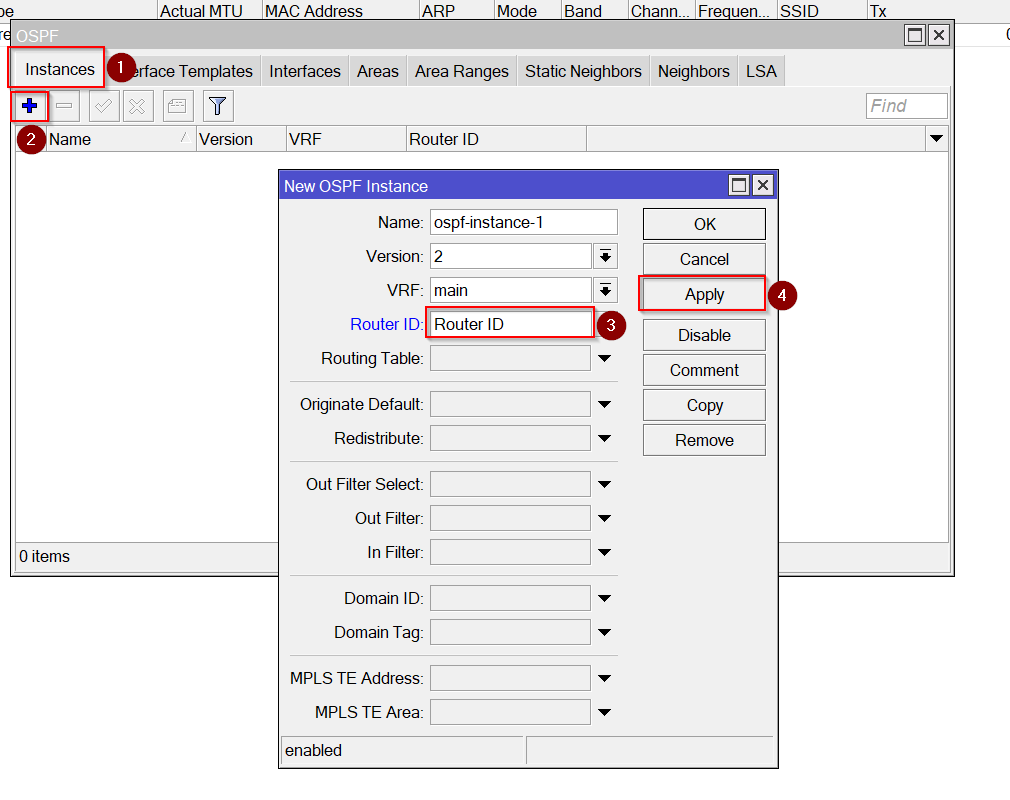 pe Actual MTU MAC Address ARP Mode Band Chann... Frequen... SSID Tx
OSPF
Instances 1 erface Templates Interfaces Areas Area Ranges Static Neighbors Neighbors LSA
Find
2 Name Version VRF Router ID
New OSPF Instance
Name: ospf-instance-1 OK
Version: 2 Cancel
VRF: main Apply 4
Router ID: Router ID 3 Disable
Routing Table: Comment
Originate Default: Copy
Redistribute: Remove
Out Filter Select:
Out Filter:
In Filter:
0 items
Domain ID:
Domain Tag:
MPLS TE Address:
MPLS TE Area:
enabled